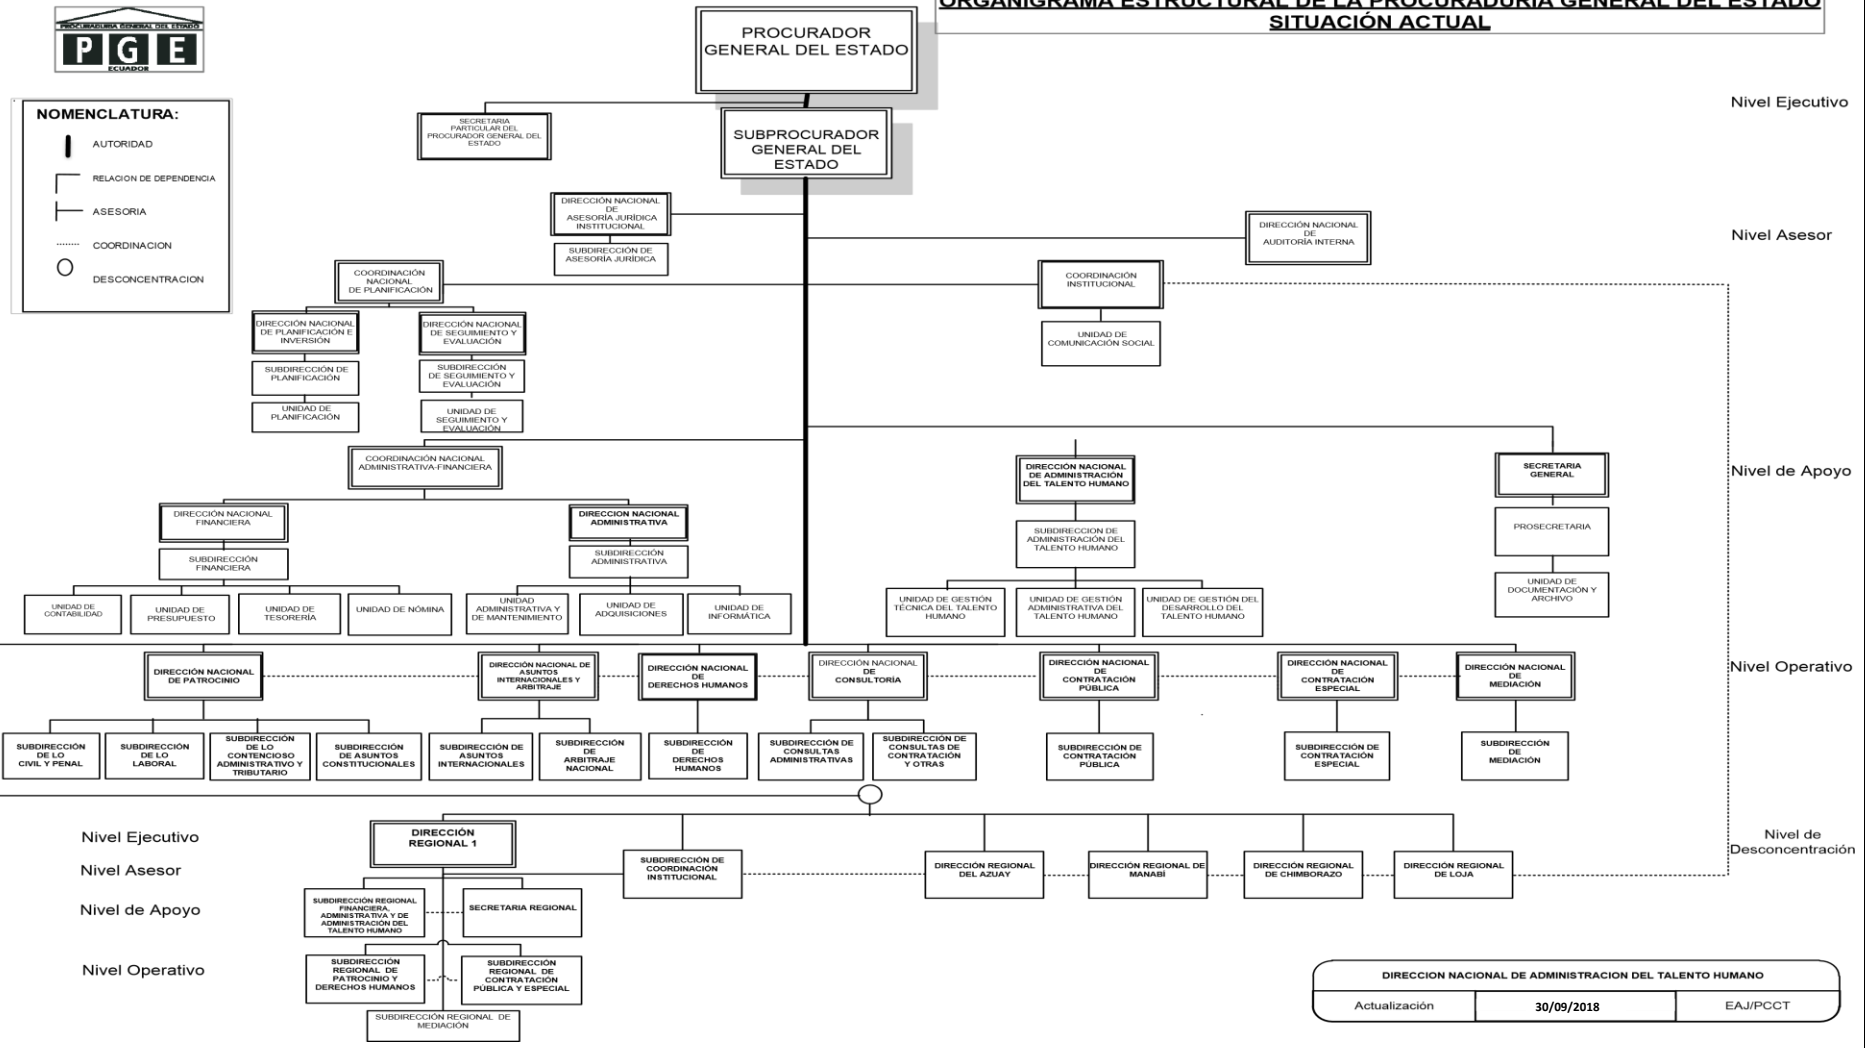 ORGANIGRAMA ESTRUCTURAL DE LA PROCURADURÍA GENERAL DEL ESTADO
SITUACIÓN ACTUAL
PROCURADURIA GENERAL DEL ESTADO
PGE
ECUADOR
PROCURADOR
GENERAL DEL ESTADO
NOMENCLATURA:
AUTORIDAD
RELACION DE DEPENDENCIA
ASESORIA
COORDINACION
DESCONCENTRACION
Nivel Ejecutivo
SECRETARIA
PARTICULAR DEL
PROCURADOR GENERAL DEL
ESTADO
SUBPROCURADOR
GENERAL DEL
ESTADO
DIRECCIÓN NACIONAL
DE
ASESORÍA JURÍDICA
INSTITUCIONAL
SUBDIRECCIÓN DE
ASESORÍA JURÍDICA
DIRECCIÓN NACIONAL
DE
AUDITORÍA INTERNA
Nivel Asesor
COORDINACIÓN
NACIONAL
DE PLANIFICACIÓN
COORDINACIÓN
INSTITUCIONAL
DIRECCIÓN NACIONAL
DE PLANIFICACIÓN E
INVERSIÓN
DIRECCIÓN NACIONAL
DE SEGUIMIENTO Y
EVALUACIÓN
UNIDAD DE
COMUNICACIÓN SOCIAL
SUBDIRECCIÓN DE
PLANIFICACIÓN
SUBDIRECCIÓN
DE SEGUIMIENTO Y
EVALUACIÓN
UNIDAD DE
PLANIFICACIÓN
UNIDAD DE
SEGUIMIENTO Y
EVALUACIÓN
COORDINACIÓN NACIONAL
ADMINISTRATIVA-FINANCIERA
DIRECCIÓN NACIONAL
DE ADMINISTRACIÓN
DEL TALENTO HUMANO
SECRETARIA
GENERAL
Nivel de Apoyo
DIRECCIÓN NACIONAL
FINANCIERA
DIRECCION NACIONAL
ADMINISTRATIVA
SUBDIRECCION DE
ADMINISTRACIÓN DEL
TALENTO HUMANO
PROSECRETARIA
SUBDIRECCIÓN
FINANCIERA
SUBDIRECCIÓN
ADMINISTRATIVA
UNIDAD DE
DOCUMENTACIÓN Y
ARCHIVO
UNIDAD DE
CONTABILIDAD
UNIDAD DE
PRESUPUESTO
UNIDAD DE
TESORERÍA
UNIDAD DE NÓMINA
UNIDAD
ADMINISTRATIVA Y
DE MANTENIMIENTO
UNIDAD DE
ADQUISICIONES
UNIDAD DE
INFORMÁTICA
UNIDAD DE GESTIÓN
TÉCNICA DEL TALENTO
HUMANO
UNIDAD DE GESTIÓN
ADMINISTRATIVA DEL
TALENTO HUMANO
UNIDAD DE GESTIÓN DEL
DESARROLLO DEL
TALENTO HUMANO
DIRECCIÓN NACIONAL
DE PATROCINIO
DIRECCIÓN NACIONAL DE
ASUNTOS
INTERNACIONALES Y
ARBITRAJE
DIRECCIÓN NACIONAL
DE
DERECHOS HUMANOS
DIRECCIÓN NACIONAL
DE
CONSULTORÍA
DIRECCIÓN NACIONAL
DE
CONTRATACIÓN
PÚBLICA
DIRECCIÓN NACIONAL
DE
CONTRATACIÓN
ESPECIAL
DIRECCIÓN NACIONAL
DE
MEDIACIÓN
Nivel Operativo
SUBDIRECCIÓN
DE LO
CIVIL Y PENAL
SUBDIRECCIÓN
DE LO
LABORAL
SUBDIRECCIÓN
DE LO
CONTENCIOSO
ADMINISTRATIVO Y
TRIBUTARIO
SUBDIRECCIÓN
DE ASUNTOS
CONSTITUCIONALES
SUBDIRECCIÓN DE
ASUNTOS
INTERNACIONALES
SUBDIRECCIÓN
DE
ARBITRAJE
NACIONAL
SUBDIRECCIÓN
DE
DERECHOS
HUMANOS
SUBDIRECCIÓN DE
CONSULTAS
ADMINISTRATIVAS
SUBDIRECCIÓN DE
CONSULTAS DE
CONTRATACIÓN
Y OTRAS
SUBDIRECCIÓN DE
CONTRATACIÓN
PÚBLICA
SUBDIRECCIÓN DE
CONTRATACIÓN
ESPECIAL
SUBDIRECCIÓN
DE
MEDIACIÓN
Nivel Ejecutivo
DIRECCIÓN
REGIONAL 1
Nivel de
Desconcentración
Nivel Asesor
SUBDIRECCIÓN DE
COORDINACIÓN
INSTITUCIONAL
DIRECCIÓN REGIONAL
DEL AZUAY
DIRECCIÓN REGIONAL DE
MANABÍ
DIRECCIÓN REGIONAL
DE CHIMBORAZO
DIRECCIÓN REGIONAL
DE LOJA
Nivel de Apoyo
SUBDIRECCIÓN REGIONAL
FINANCIERA,
ADMINISTRATIVA Y DE
ADMINISTRACIÓN DEL
TALENTO HUMANO
SECRETARIA REGIONAL
Nivel Operativo
SUBDIRECCIÓN
REGIONAL DE
PATROCINIO Y
DERECHOS HUMANOS
SUBDIRECCIÓN
REGIONAL DE
CONTRATACIÓN
PÚBLICA Y ESPECIAL
SUBDIRECCIÓN REGIONAL DE
MEDIACIÓN
DIRECCION NACIONAL DE ADMINISTRACION DEL TALENTO HUMANO
Actualización
30/09/2018
EAJ/PCCT